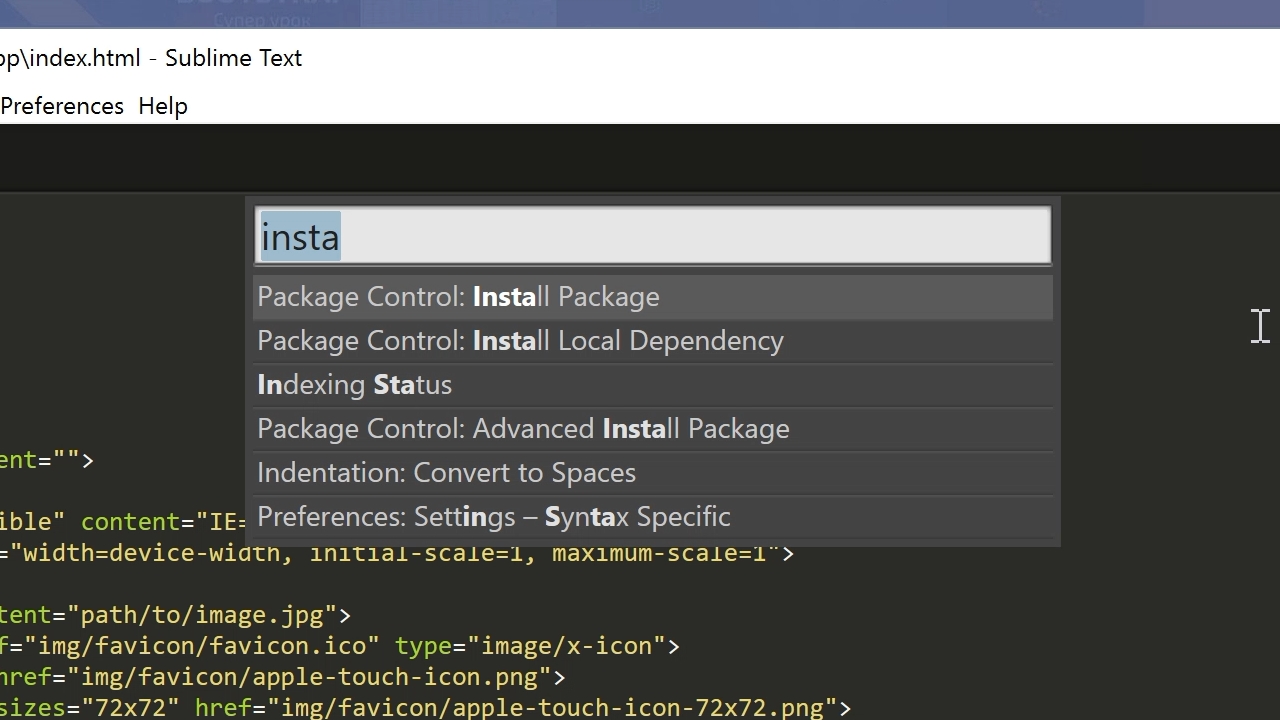 Супер урок
pp\index.html - Sublime Text
Preferences Help
insta
Package Control: Install Package
Package Control: Install Local Dependency
Indexing Status
Package Control: Advanced Install Package
Indentation: Convert to Spaces
Preferences: Settings – Syntax Specific
ent="">
ible" content="IE=
="width=device-width, initial-scale=1, maximum-scale=1">
tent="path/to/image.jpg">
f="img/favicon/favicon.ico" type="image/x-icon">
href="img/favicon/apple-touch-icon.png">
sizes="72x72" href="img/favicon/apple-touch-icon-72x72.png">